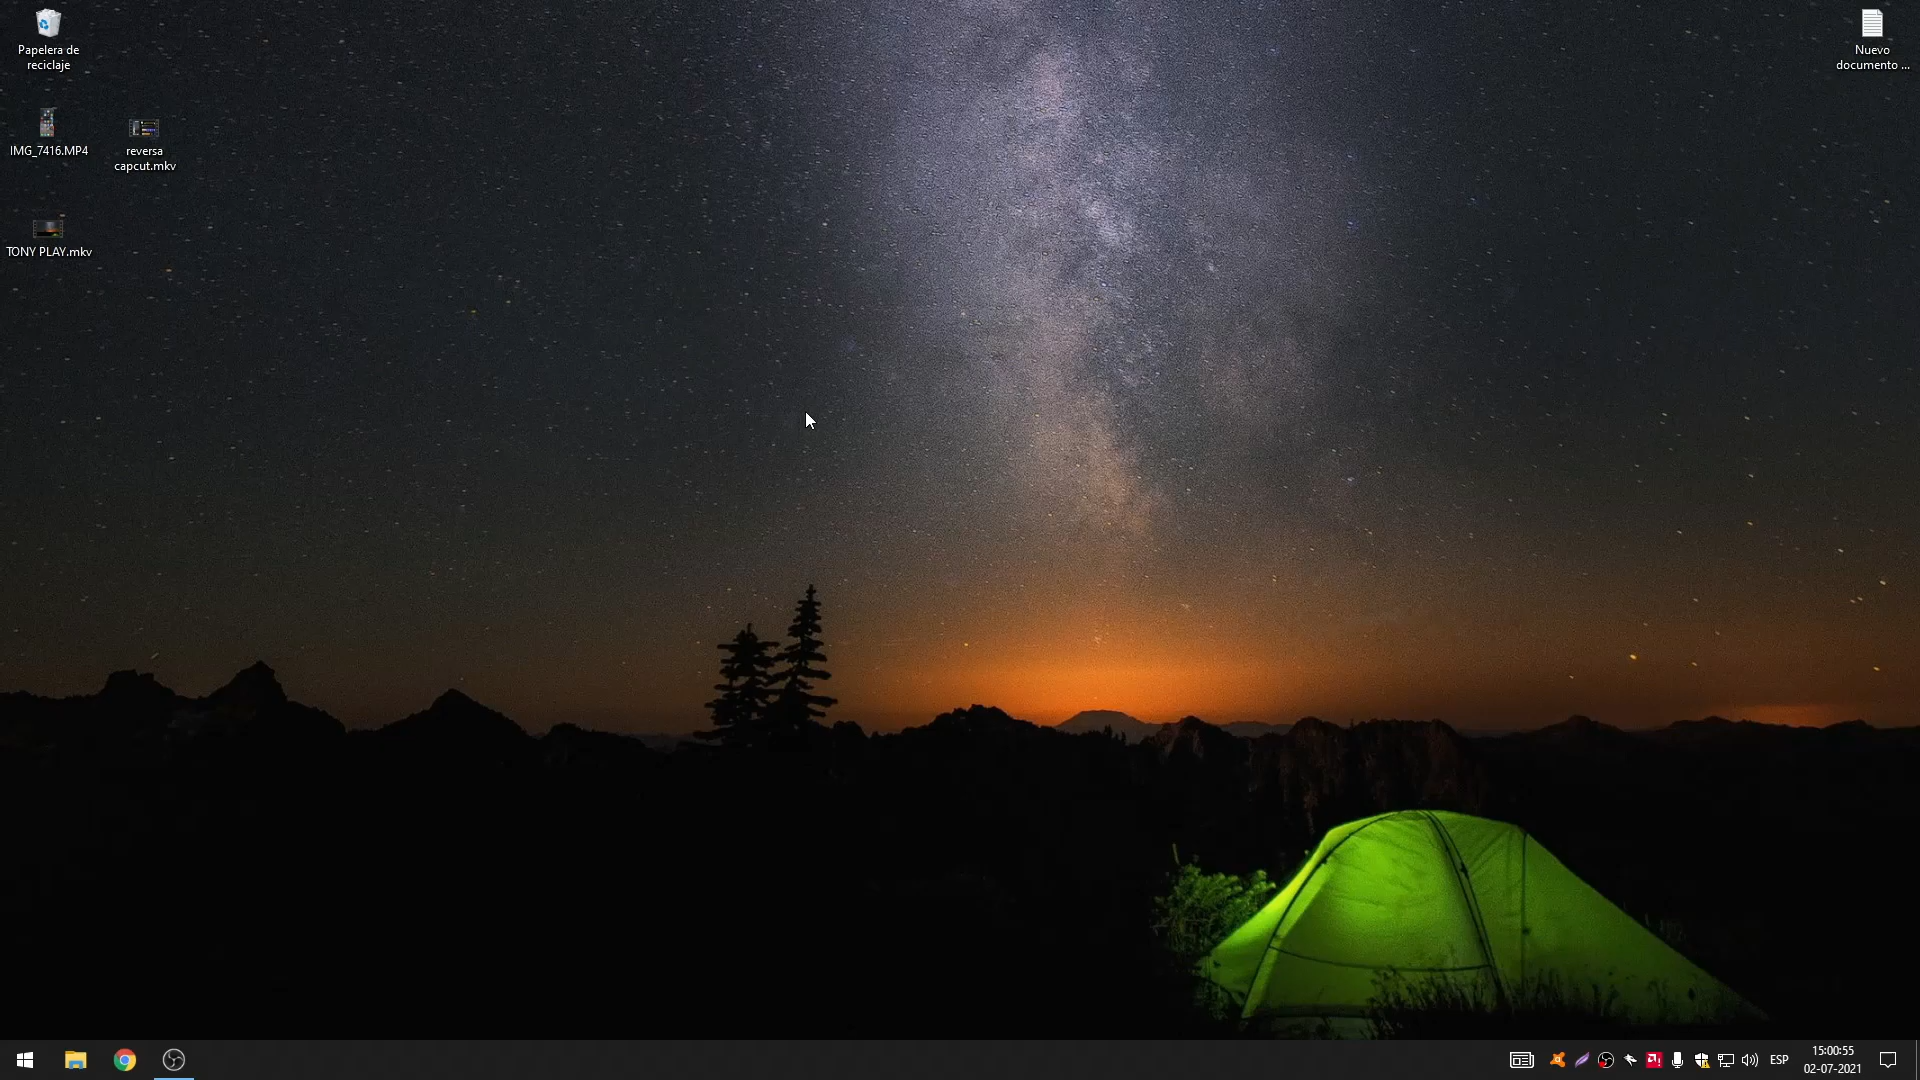 Papelera de
reciclaje
Nuevo
documento ...
IMG_7416.MP4
reversa
capcut.mkv
TONY PLAY.mkv
ESP
15:00:55
02-07-2021